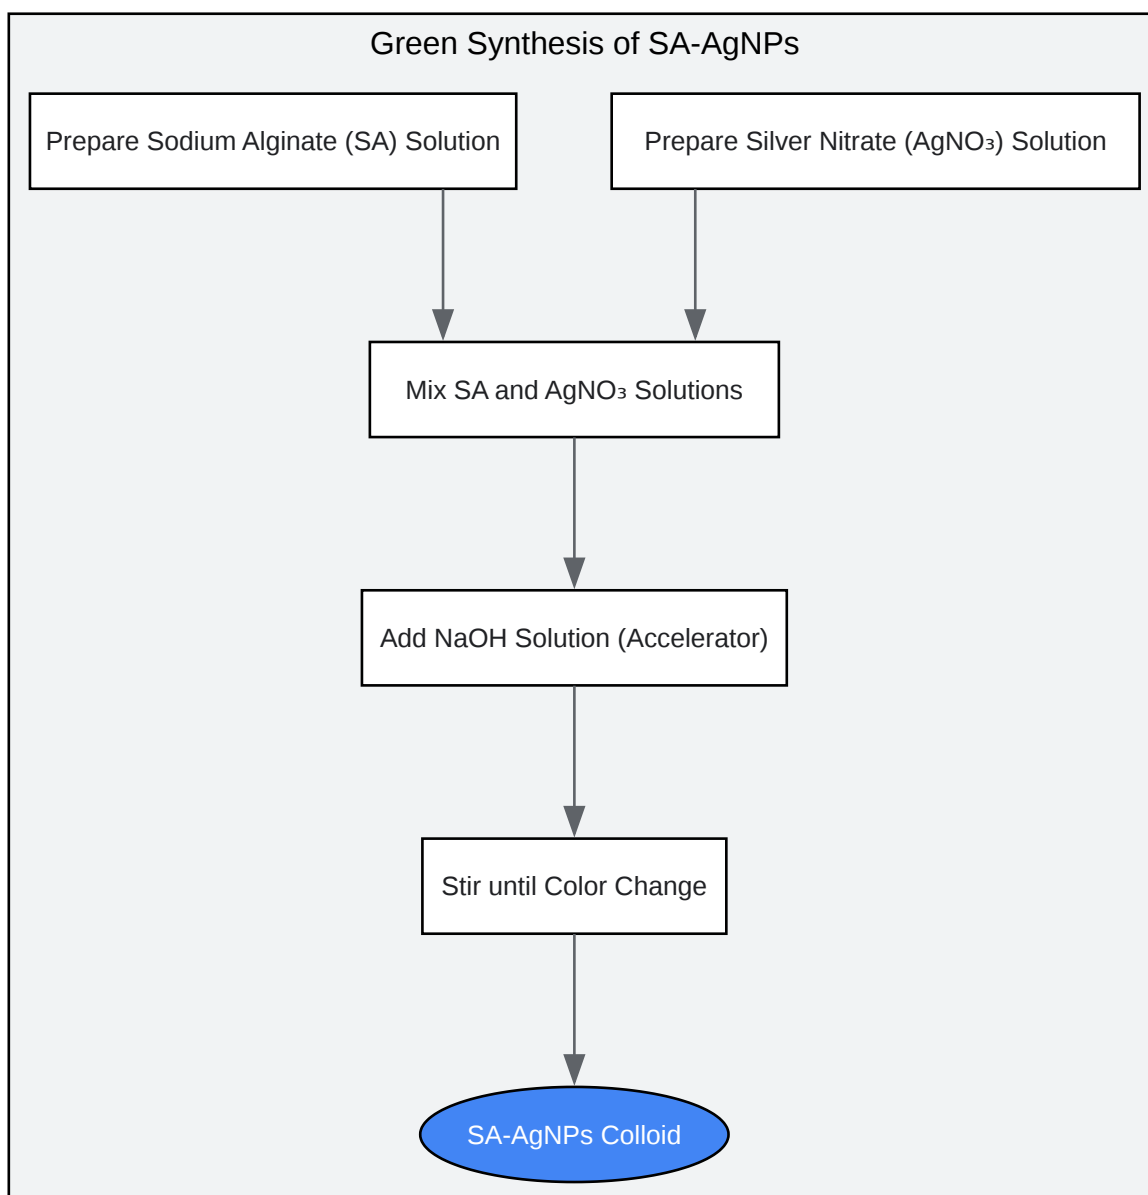 Green Synthesis of SA-AgNPs
Prepare Sodium Alginate (SA) Solution
Prepare Silver Nitrate (AgNO₃) Solution
Mix SA and AgNO₃ Solutions
Add NaOH Solution (Accelerator)
Stir until Color Change
SA-AgNPs Colloid